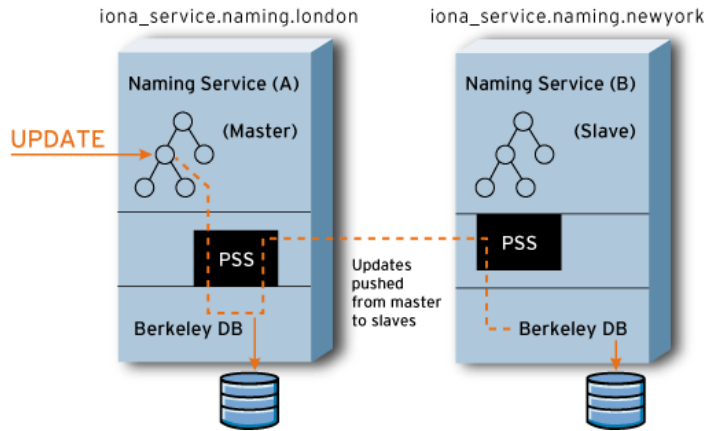 iona_service.naming.london
iona_service.naming.newyork
Naming Service (A)
(Master)
UPDATE
PSS
Berkeley DB
Updates
pushed
from master
to slaves
Naming Service (B)
(Slave)
PSS
Berkeley DB